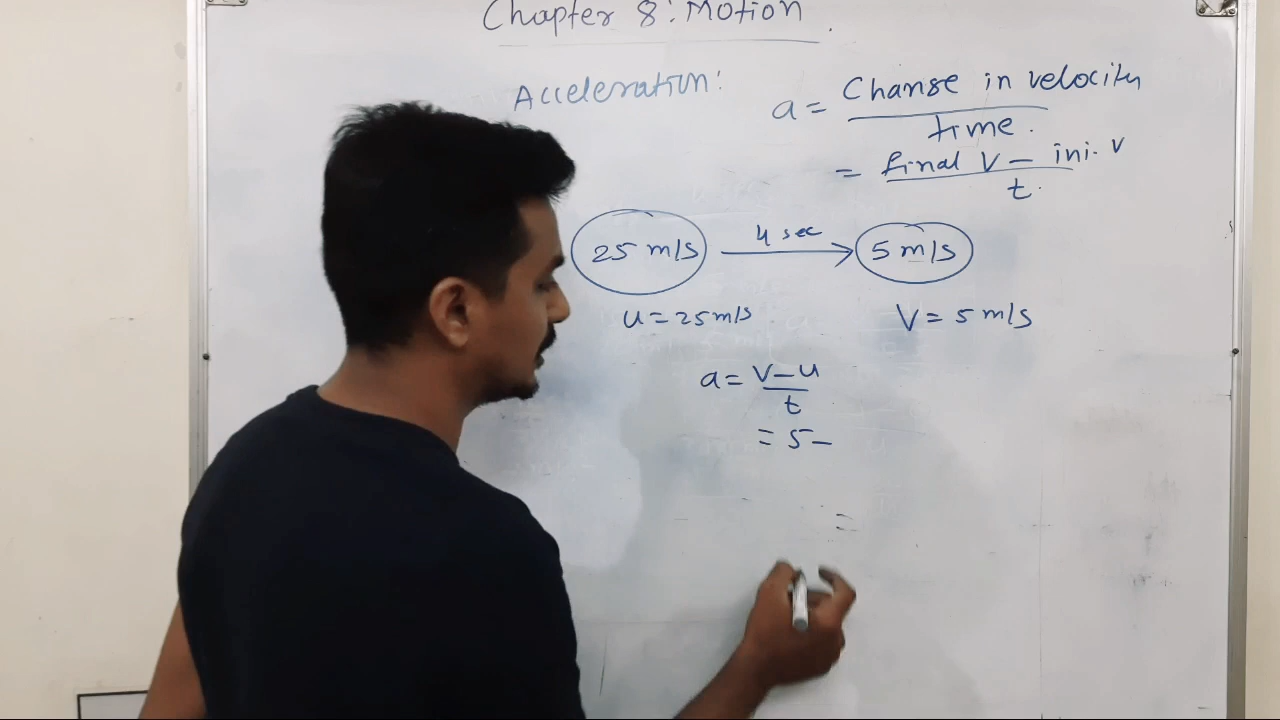 Chapter 8: Motion
Acceleration:
a = Change in velocity
time.
= final V - ini. V
t.
25 m/s
4 sec
5 m/s
u = 25 m/s
V = 5 m/s
a = V - u
t
= 5 -
=